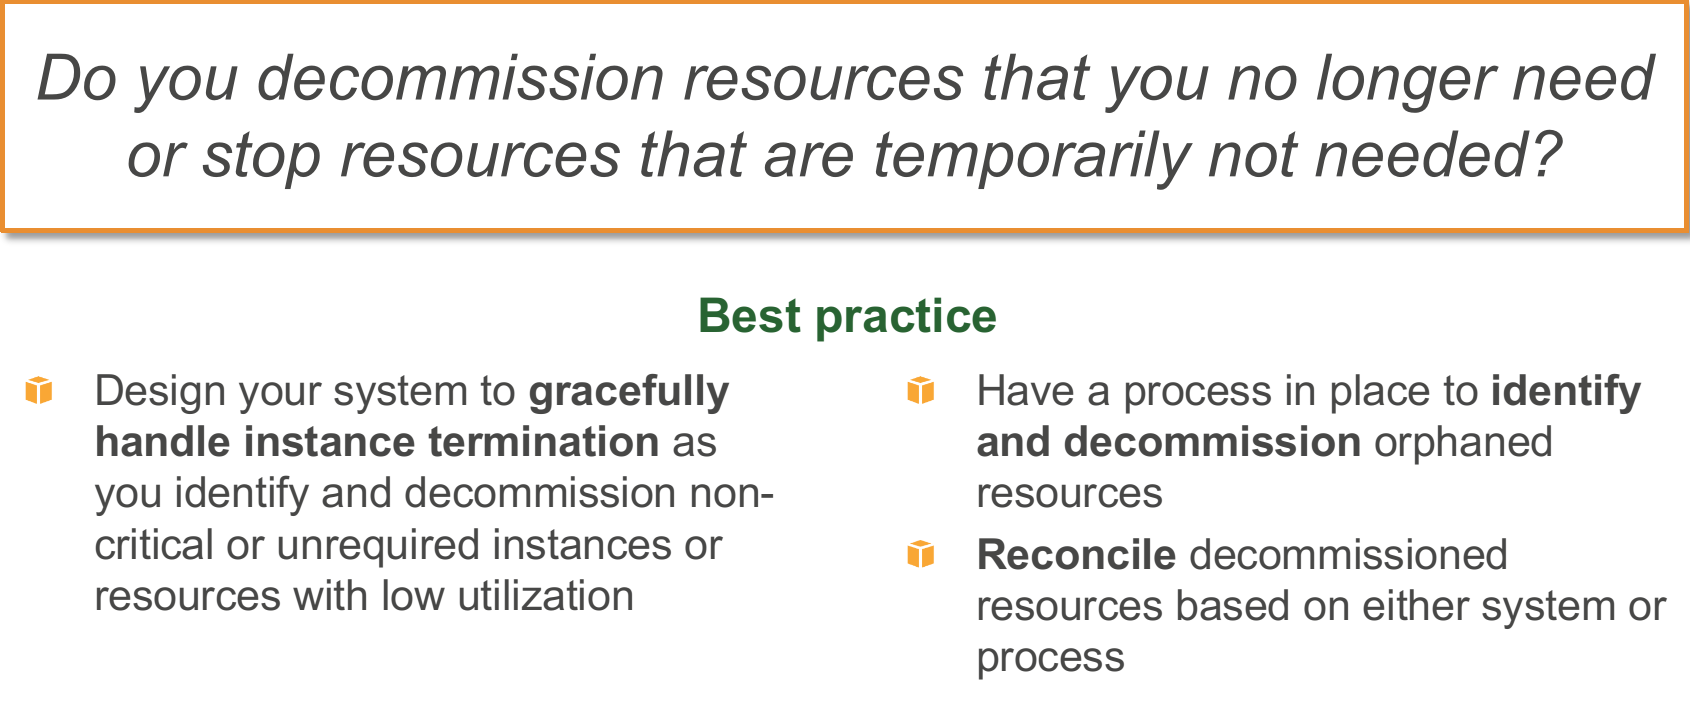 Do you decommission resources that you no longer need
or stop resources that are temporarily not needed?
Best practice
Design your system to gracefully
handle instance termination as
you identify and decommission non-
critical or unrequired instances or
resources with low utilization
Have a process in place to identify
and decommission orphaned
resources
Reconcile decommissioned
resources based on either system or
process